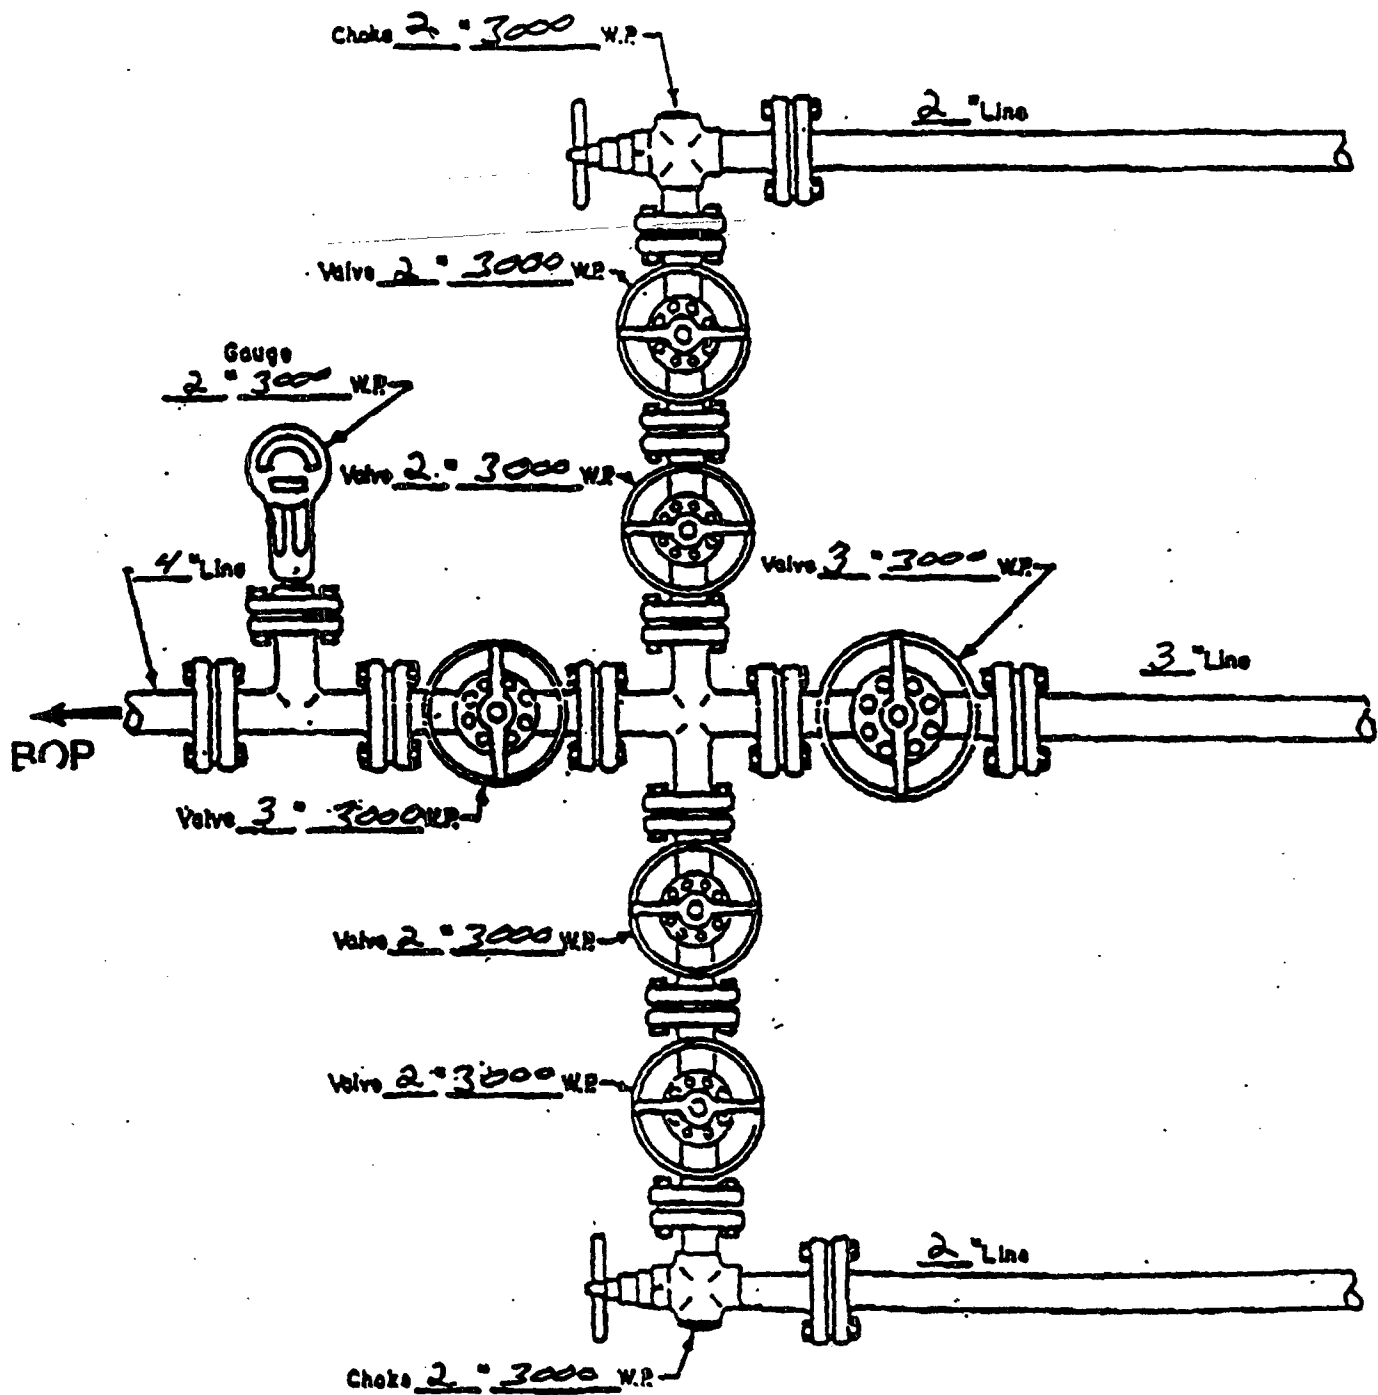 Choke 2 " 3000 W.P.
2 "Line
Valve 2 " 3000 W.P.
Gauge
2 " 3000 W.P.
Valve 2 " 3000 W.P.
4 "Line
Valve 3 " 3000 W.P.
3 "Line
BOP
Valve 3 " 3000 W.P.
Valve 2 " 3000 W.P.
Valve 2 " 3000 W.P.
2 "Line
Choke 2 " 3000 W.P.